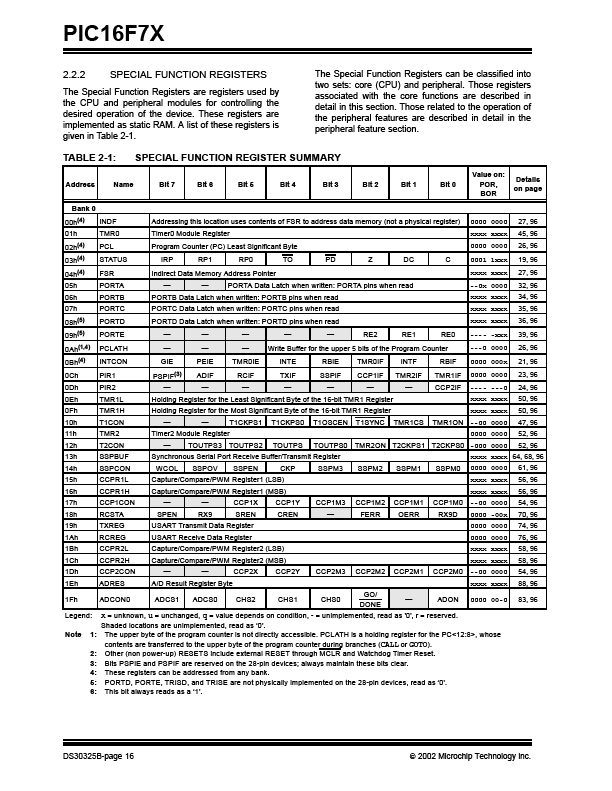 PIC16F7X
2.2.2 SPECIAL FUNCTION REGISTERS
The Special Function Registers are registers used by
the CPU and peripheral modules for controlling the
desired operation of the device. These registers are
implemented as static RAM. A list of these registers is
given in Table 2-1.
The Special Function Registers can be classified into
two sets: core (CPU) and peripheral. Those registers
associated with the core functions are described in
detail in this section. Those related to the operation of
the peripheral features are described in detail in the
peripheral feature section.
TABLE 2-1: SPECIAL FUNCTION REGISTER SUMMARY
Address Name Bit 7 Bit 6 Bit 5 Bit 4 Bit 3 Bit 2 Bit 1 Bit 0 Value on: POR, BOR Details on page
Bank 0
00h(4) INDF Addressing this location uses contents of FSR to address data memory (not a physical register) 0000 0000 27, 96
01h TMR0 Timer0 Module Register xxxx xxxx 45, 96
02h(4) PCL Program Counter (PC) Least Significant Byte 0000 0000 26, 96
03h(4) STATUS IRP RP1 RP0 TO PD Z DC C 0001 1xxx 19, 96
04h(4) FSR Indirect Data Memory Address Pointer xxxx xxxx 27, 96
05h PORTA — — PORTA Data Latch when written: PORTA pins when read --0x 0000 32, 96
06h PORTB PORTB Data Latch when written: PORTB pins when read xxxx xxxx 34, 96
07h PORTC PORTC Data Latch when written: PORTC pins when read xxxx xxxx 35, 96
08h(5) PORTD PORTD Data Latch when written: PORTD pins when read xxxx xxxx 36, 96
09h(5) PORTE — — — — — RE2 RE1 RE0 ---- -xxx 39, 96
0Ah(1,4) PCLATH — — — Write Buffer for the upper 5 bits of the Program Counter ---0 0000 26, 96
0Bh(4) INTCON GIE PEIE TMR0IE INTE RBIE TMR0IF INTF RBIF 0000 000x 21, 96
0Ch PIR1 PSPIF(3) ADIF RCIF TXIF SSPIF CCP1IF TMR2IF TMR1IF 0000 0000 23, 96
0Dh PIR2 — — — — — — — CCP2IF ---- ---0 24, 96
0Eh TMR1L Holding Register for the Least Significant Byte of the 16-bit TMR1 Register xxxx xxxx 50, 96
0Fh TMR1H Holding Register for the Most Significant Byte of the 16-bit TMR1 Register xxxx xxxx 50, 96
10h T1CON — — T1CKPS1 T1CKPS0 T1OSCEN T1SYNC TMR1CS TMR1ON --00 0000 47, 96
11h TMR2 Timer2 Module Register 0000 0000 52, 96
12h T2CON — TOUTPS3 TOUTPS2 TOUTPS TOUTPS0 TMR2ON T2CKPS1 T2CKPS0 -000 0000 52, 96
13h SSPBUF Synchronous Serial Port Receive Buffer/Transmit Register xxxx xxxx 64, 68, 96
14h SSPCON WCOL SSPOV SSPEN CKP SSPM3 SSPM2 SSPM1 SSPM0 0000 0000 61, 96
15h CCPR1L Capture/Compare/PWM Register1 (LSB) xxxx xxxx 56, 96
16h CCPR1H Capture/Compare/PWM Register1 (MSB) xxxx xxxx 56, 96
17h CCP1CON — — CCP1X CCP1Y CCP1M3 CCP1M2 CCP1M1 CCP1M0 --00 0000 54, 96
18h RCSTA SPEN RX9 SREN CREN — FERR OERR RX9D 0000 -00x 70, 96
19h TXREG USART Transmit Data Register 0000 0000 74, 96
1Ah RCREG USART Receive Data Register 0000 0000 76, 96
1Bh CCPR2L Capture/Compare/PWM Register2 (LSB) xxxx xxxx 58, 96
1Ch CCPR2H Capture/Compare/PWM Register2 (MSB) xxxx xxxx 58, 96
1Dh CCP2CON — — CCP2X CCP2Y CCP2M3 CCP2M2 CCP2M1 CCP2M0 --00 0000 54, 96
1Eh ADRES A/D Result Register Byte xxxx xxxx 88, 96
1Fh ADCON0 ADCS1 ADCS0 CHS2 CHS1 CHS0 GO/DONE — ADON 0000 00-0 83, 96
Legend: x = unknown, u = unchanged, q = value depends on condition, - = unimplemented, read as '0', r = reserved.
Shaded locations are unimplemented, read as '0'.
Note 1: The upper byte of the program counter is not directly accessible. PCLATH is a holding register for the PC<12:8>, whose
contents are transferred to the upper byte of the program counter during branches (CALL or GOTO).
2: Other (non power-up) RESETS include external RESET through MCLR and Watchdog Timer Reset.
3: Bits PSPIE and PSPIF are reserved on the 28-pin devices; always maintain these bits clear.
4: These registers can be addressed from any bank.
5: PORTD, PORTE, TRISD, and TRISE are not physically implemented on the 28-pin devices, read as '0'.
6: This bit always reads as a '1'.
DS30325B-page 16
© 2002 Microchip Technology Inc.